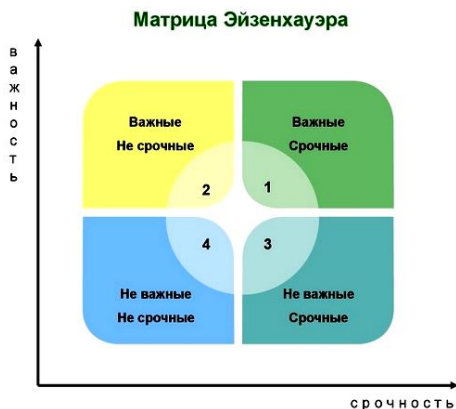 Матрица Эйзенхауэра
важность
Важные
Не срочные
2
Важные
Срочные
1
4
Не важные
Не срочные
3
Не важные
Срочные
срочность